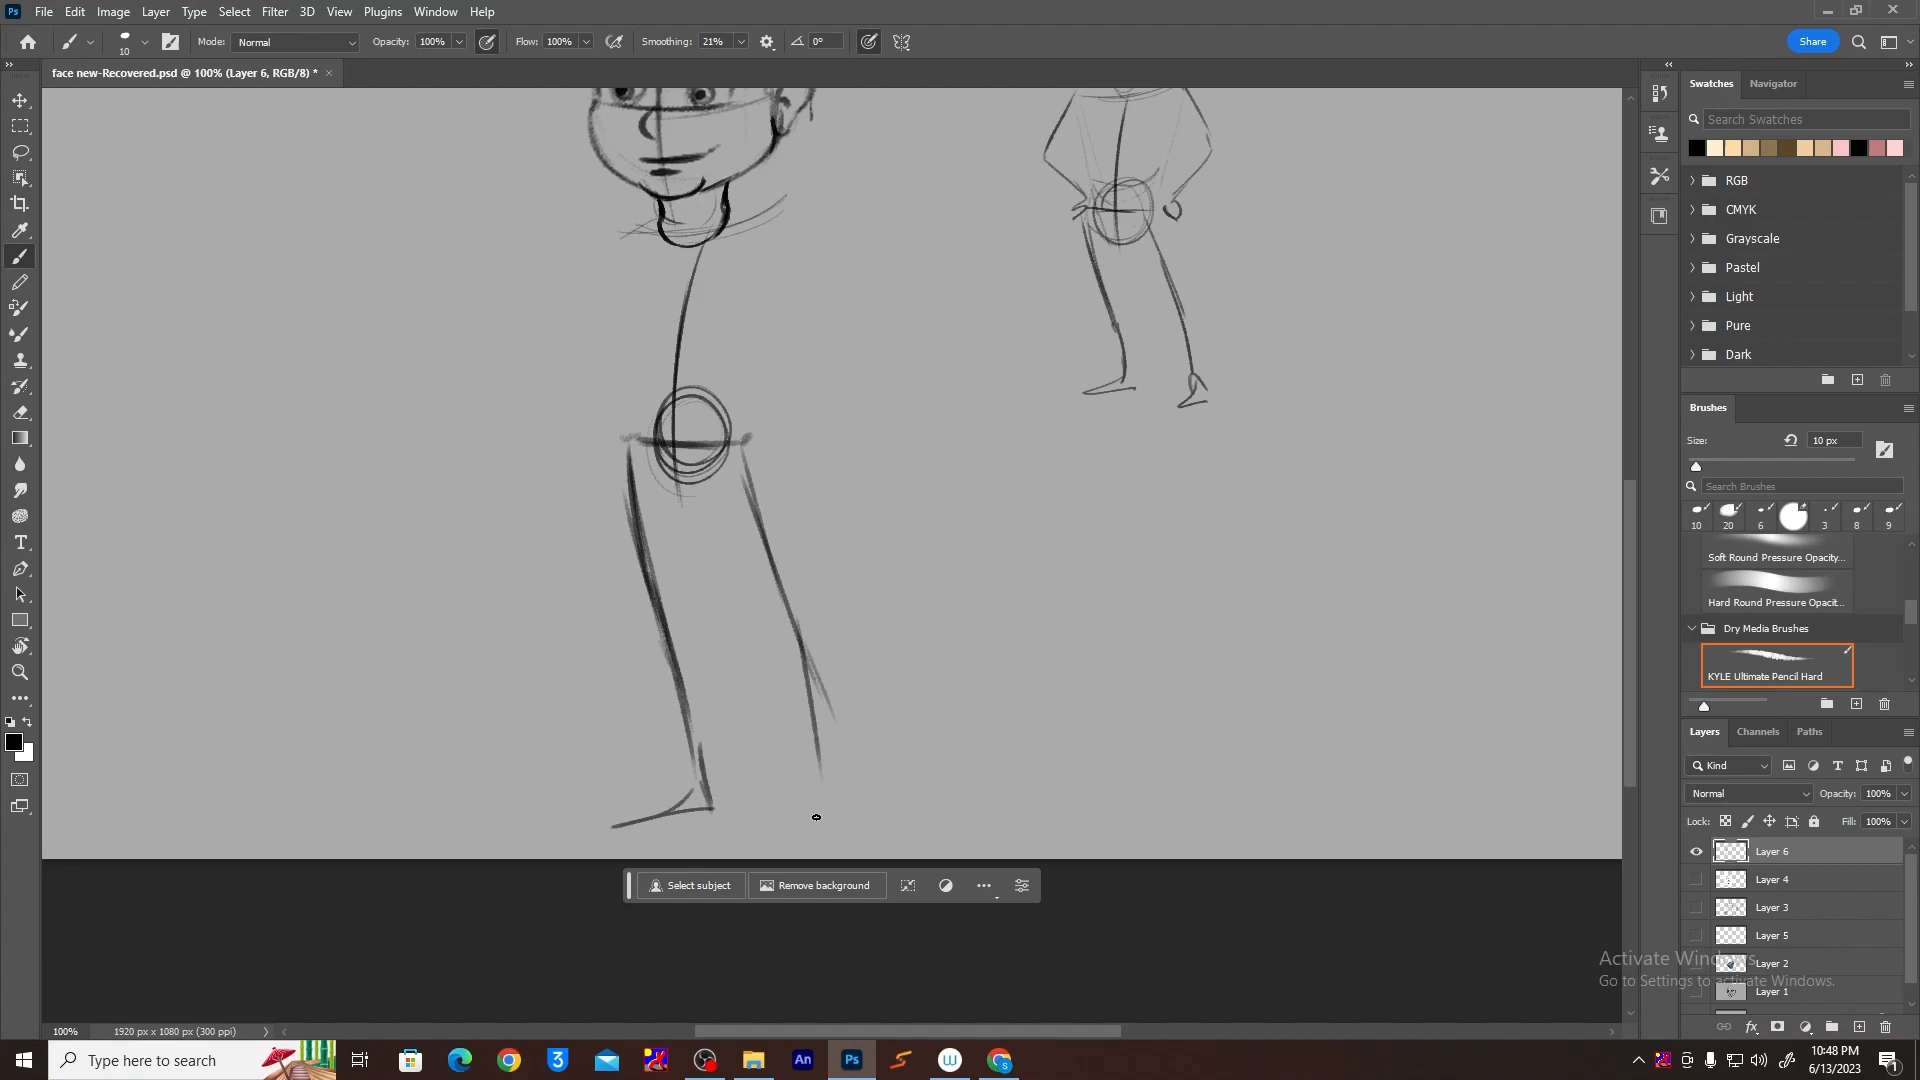 Ps File Edit Image Layer Type Select Filter 3D View Plugins Window Help
10 Mode: Normal Opacity: 100% Flow: 100% Smoothing: 21% 0° Share
face new-Recovered.psd @ 100% (Layer 6, RGB/8) * ×
Swatches Navigator
Search Swatches
RGB
CMYK
Grayscale
Pastel
Light
Pure
Dark
Brushes
Size: 10 px
Search Brushes
10 20 6 3 8 9
Soft Round Pressure Opacity...
Hard Round Pressure Opacit...
Dry Media Brushes
KYLE Ultimate Pencil Hard
Layers Channels Paths
Kind
Normal Opacity: 100%
Lock: Fill: 100%
Layer 6
Layer 4
Layer 3
Layer 5
Layer 2
Layer 1
Select subject Remove background
Activate Windows
Go to Settings to activate Windows.
100% 1920 px x 1080 px (300 ppi)
Type here to search
3 An Ps W S
10:48 PM
6/13/2023
1